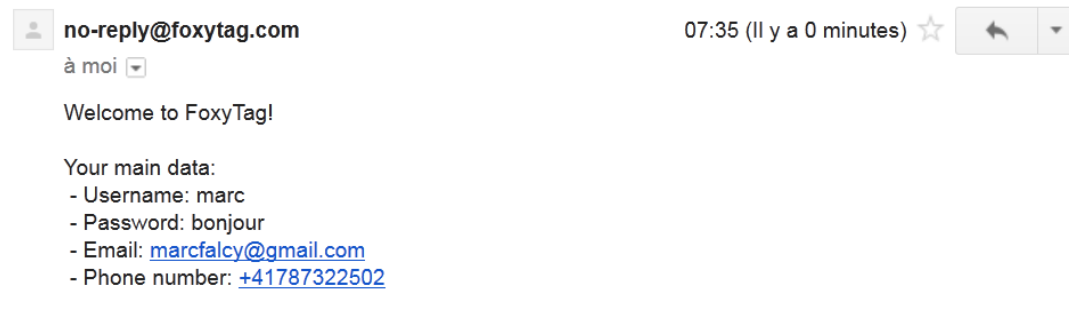 no-reply@foxytag.com 07:35 (Il y a 0 minutes)
à moi
Welcome to FoxyTag!
Your main data:
- Username: marc
- Password: bonjour
- Email: marcfalcy@gmail.com
- Phone number: +41787322502